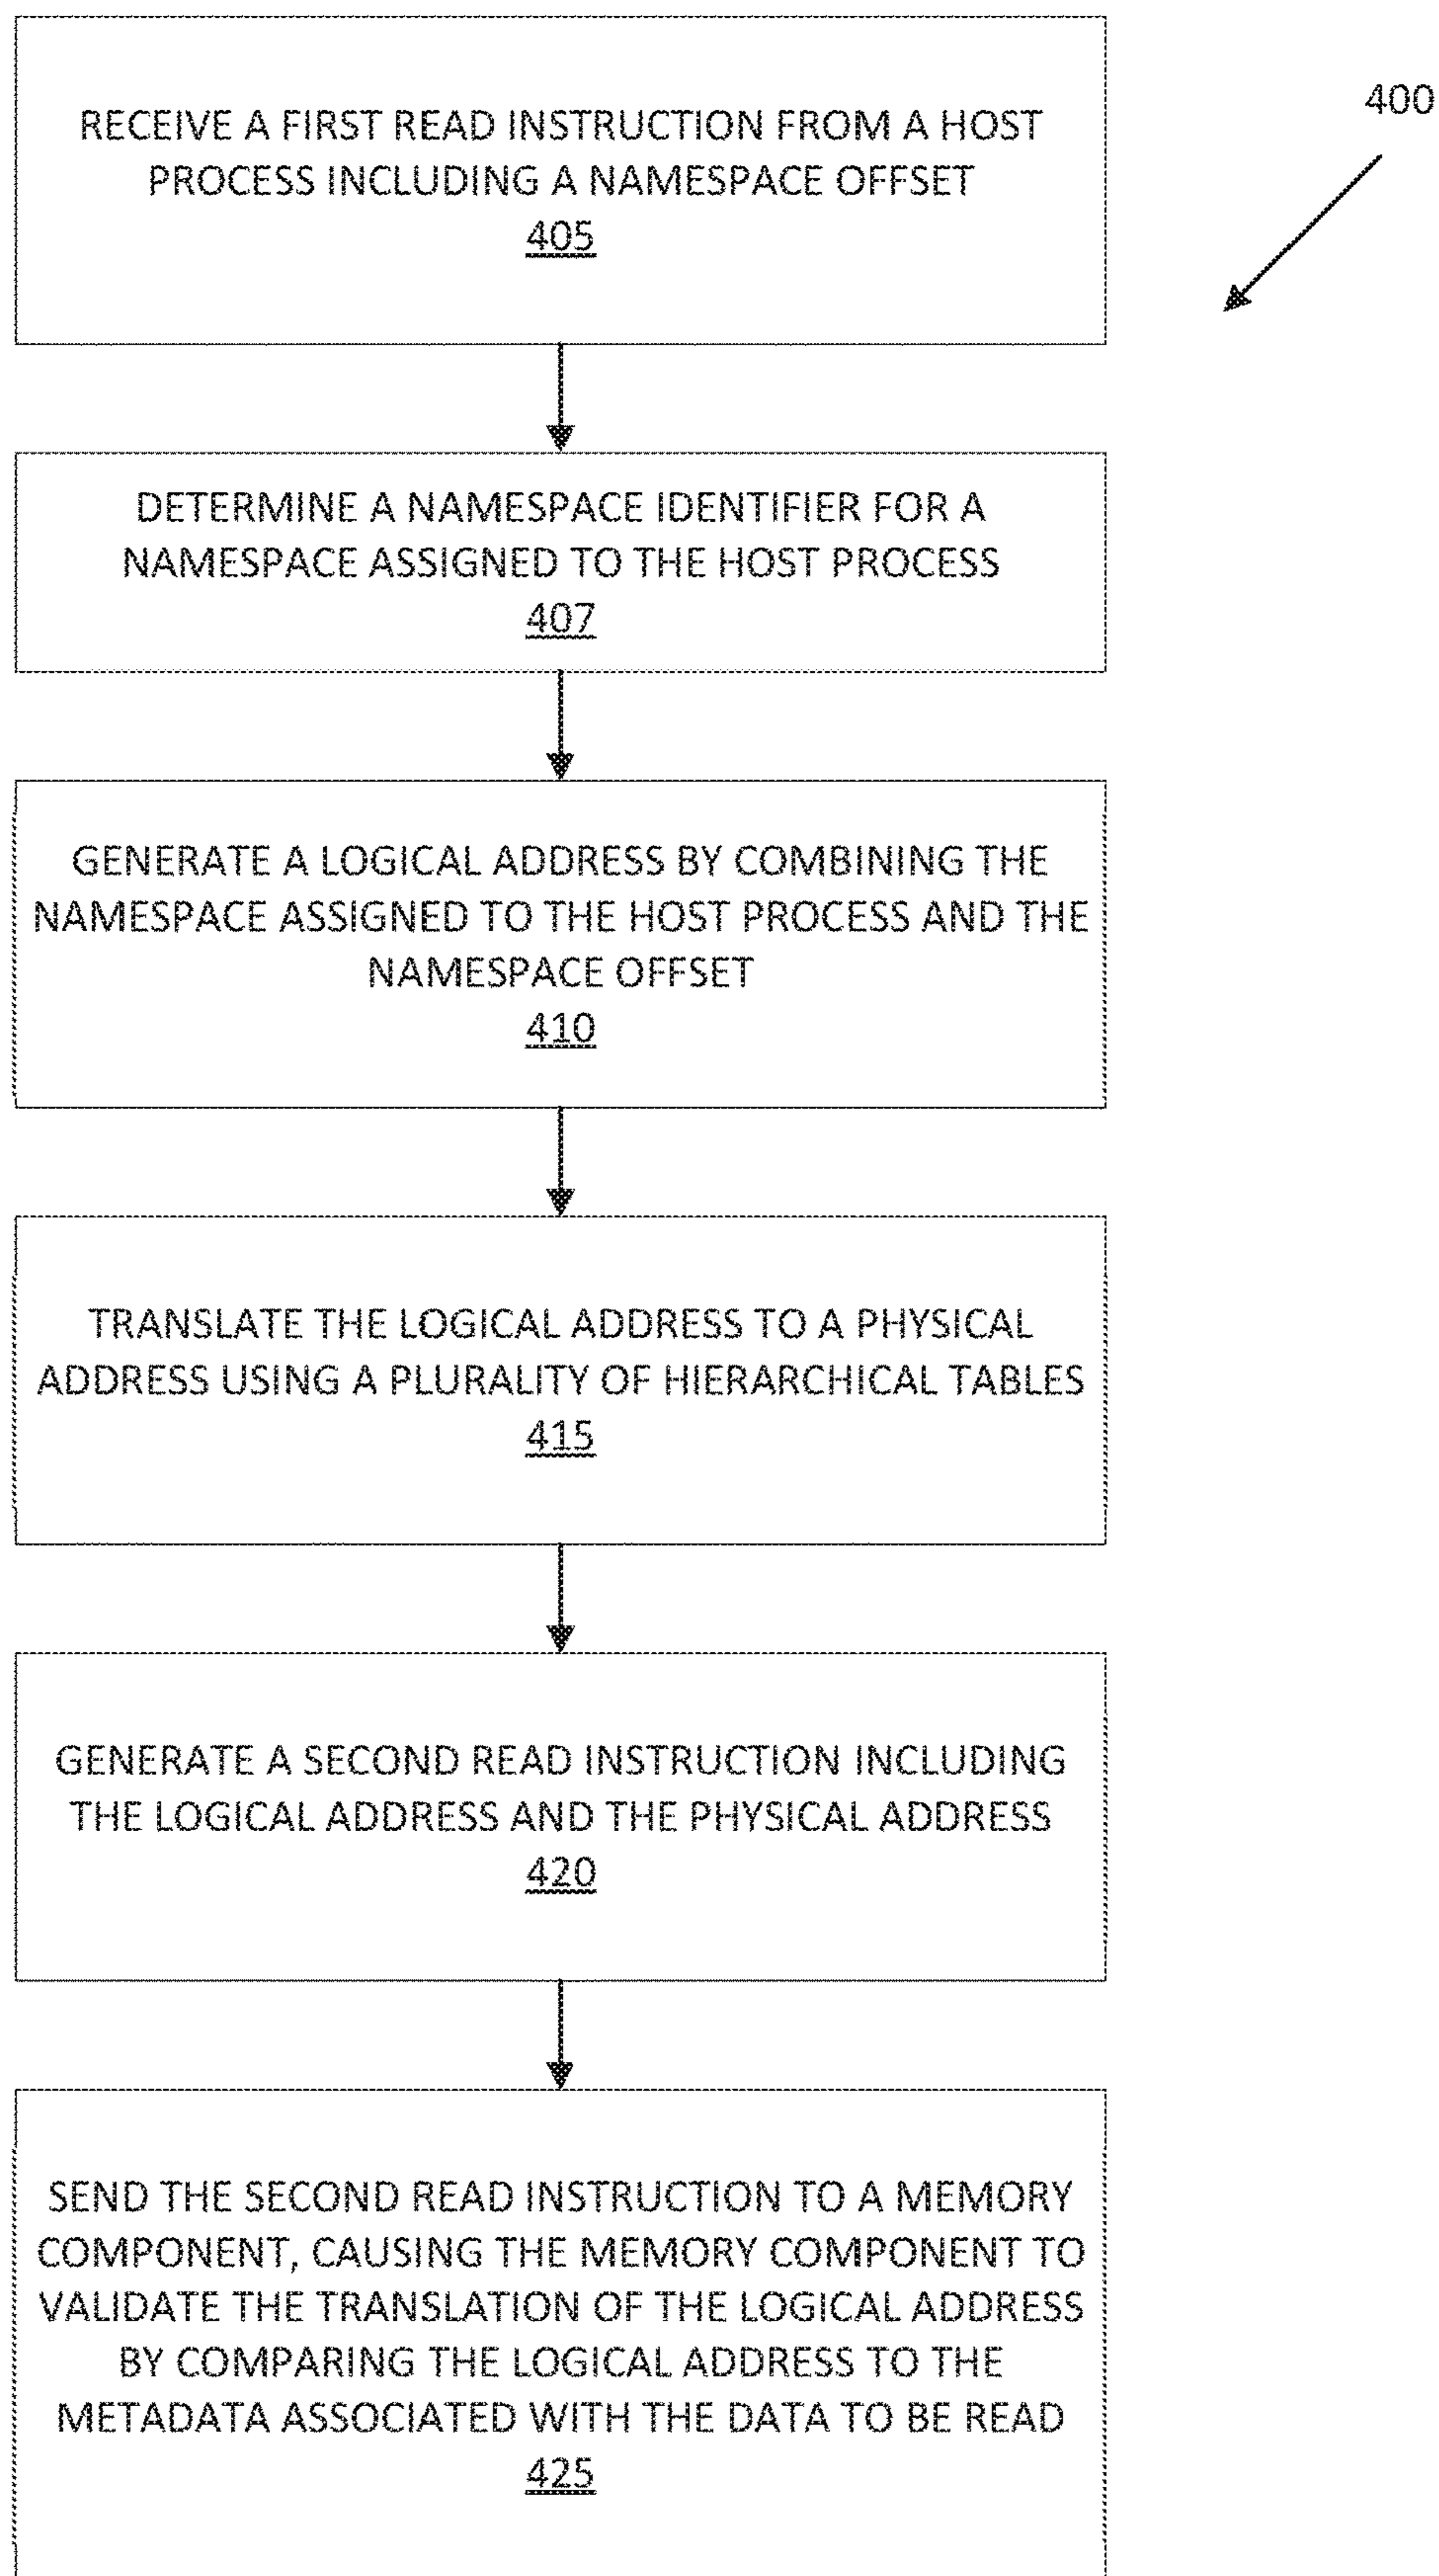 400
RECEIVE A FIRST READ INSTRUCTION FROM A HOST
PROCESS INCLUDING A NAMESPACE OFFSET
405
DETERMINE A NAMESPACE IDENTIFIER FOR A
NAMESPACE ASSIGNED TO THE HOST PROCESS
407
GENERATE A LOGICAL ADDRESS BY COMBINING THE
NAMESPACE ASSIGNED TO THE HOST PROCESS AND THE
NAMESPACE OFFSET
410
TRANSLATE THE LOGICAL ADDRESS TO A PHYSICAL
ADDRESS USING A PLURALITY OF HIERARCHICAL TABLES
415
GENERATE A SECOND READ INSTRUCTION INCLUDING
THE LOGICAL ADDRESS AND THE PHYSICAL ADDRESS
420
SEND THE SECOND READ INSTRUCTION TO A MEMORY
COMPONENT, CAUSING THE MEMORY COMPONENT TO
VALIDATE THE TRANSLATION OF THE LOGICAL ADDRESS
BY COMPARING THE LOGICAL ADDRESS TO THE
METADATA ASSOCIATED WITH THE DATA TO BE READ
425